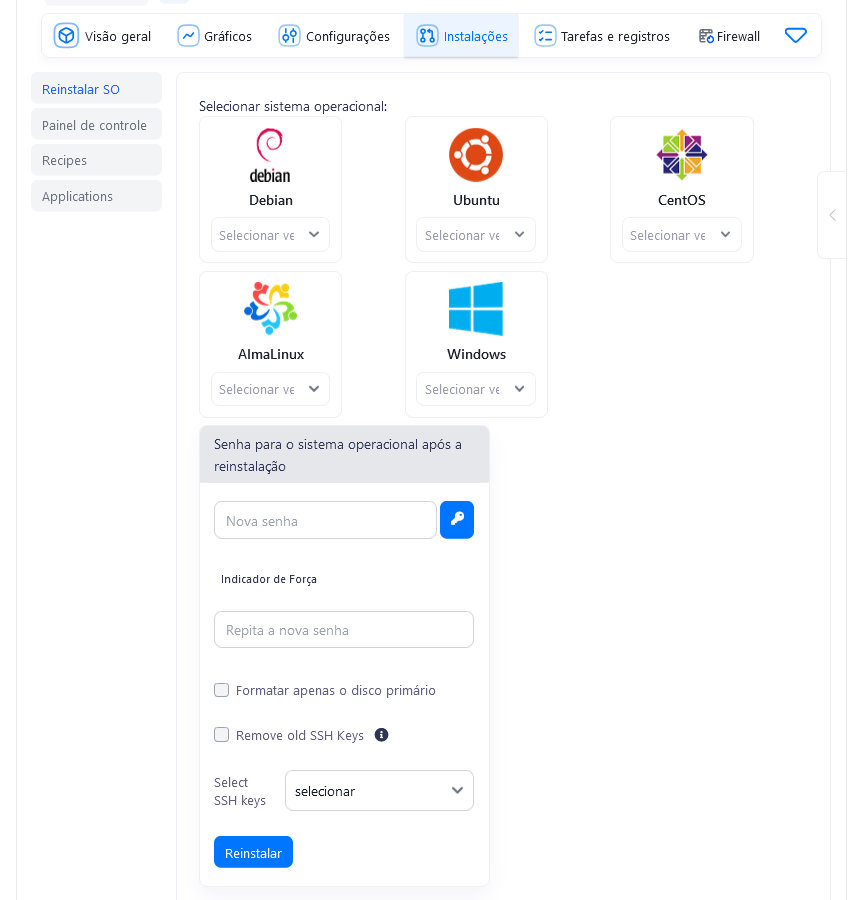 Visão geral
Gráficos
Configurações
Instalações
Tarefas e registros
Firewall
Reinstalar SO
Painel de controle
Recipes
Applications
Selecionar sistema operacional:
debian
Debian
Selecionar ve
Ubuntu
Selecionar ve
CentOS
Selecionar ve
AlmaLinux
Selecionar ve
Windows
Selecionar ve
Senha para o sistema operacional após a
reinstalação
Nova senha
Indicador de Força
Repita a nova senha
Formatar apenas o disco primário
Remove old SSH Keys
Select
SSH keys
selecionar
Reinstalar